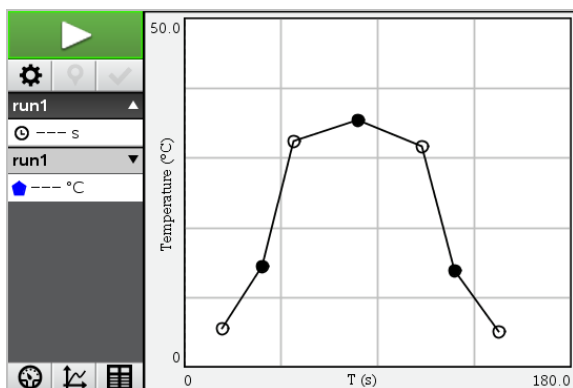 run1
--- s
run1
--- °C
50.0
Temperature (°C)
0
0
T (s)
180.0